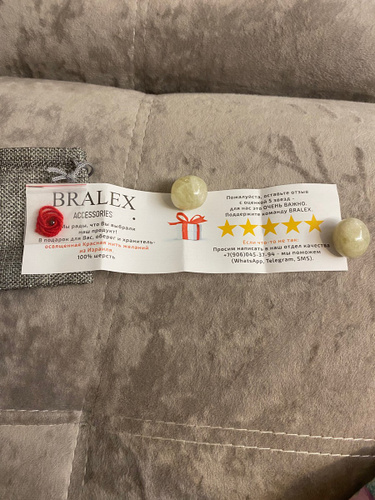 BRALEX
ACCESSORIES
Мы рады, что Вы выбрали
наш продукт!
В подарок для Вас, оберег и хранитель-
освященная Красная нить желаний
из Израиля
100% шерсть
Пожалуйста, оставьте отзыв
с оценкой 5 звезд -
для нас это ОЧЕНЬ ВАЖНО.
Поддержите команду BRALEX.
Если что-то не так:
Просим написать в наш отдел качества
+7(906)045-37-94 - мы поможем
(WhatsApp, Telegram, SMS).